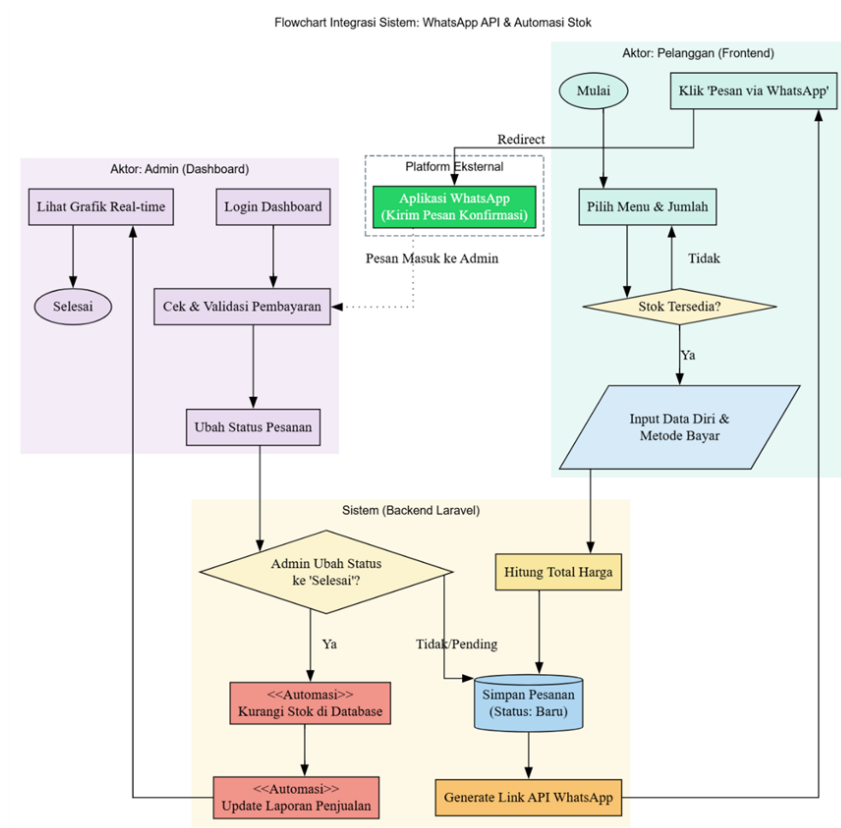 Flowchart Integrasi Sistem: WhatsApp API & Automasi Stok
Aktor: Pelanggan (Frontend)
Mulai
Klik 'Pesan via WhatsApp'
Redirect
Aktor: Admin (Dashboard)
Platform Eksternal
Lihat Grafik Real-time
Login Dashboard
Aplikasi WhatsApp
(Kirim Pesan Konfirmasi)
Pilih Menu & Jumlah
Pesan Masuk ke Admin
Tidak
Selesai
Cek & Validasi Pembayaran
Stok Tersedia?
Ya
Ubah Status Pesanan
Input Data Diri &
Metode Bayar
Sistem (Backend Laravel)
Admin Ubah Status
ke 'Selesai'?
Hitung Total Harga
Ya
Tidak/Pending
<<Automasi>>
Kurangi Stok di Database
Simpan Pesanan
(Status: Baru)
<<Automasi>>
Update Laporan Penjualan
Generate Link API WhatsApp